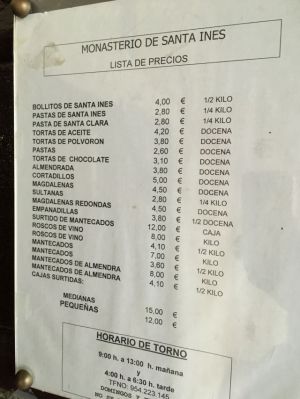 MONASTERIO DE SANTA INES
LISTA DE PRECIOS
BOLLITOS DE SANTA INES 4,00 € 1/2 KILO
PASTAS DE SANTA INES 2,80 € 1/4 KILO
PASTA DE SANTA CLARA 2,80 € 1/4 KILO
TORTAS DE ACEITE 4,20 € DOCENA
TORTAS DE POLVORON 3,80 € DOCENA
PASTAS 2,60 € DOCENA
TORTAS DE CHOCOLATE 3,10 € DOCENA
ALMENDRADA 3,80 € DOCENA
CORTADILLOS 5,00 € DOCENA
MAGDALENAS 4,50 € DOCENA
SULTANAS 2,80 € 1/4 KILO
MAGDALENAS REDONDAS 4,50 € DOCENA
EMPANADILLAS 3,80 € 1/2 DOCENA
SURTIDO DE MANTECADOS 12,00 € CAJA
ROSCOS DE VINO 8,00 € KILO
ROSCOS DE VINO 4,10 € 1/2 KILO
MANTECADOS 7,00 € KILO
MANTECADOS 3,60 € 1/2 KILO
MANTECADOS DE ALMENDRA 8,00 € KILO
MANTECADOS DE ALMENDRA 4,10 € 1/2 KILO
CAJAS SURTIDAS:
MEDIANAS 15,00 €
PEQUEÑAS 12,00 €
HORARIO DE TORNO
9:00 h. a 13:00 h. mañana
y
4:00 a 6:30 h. tarde
TFNO: 954.223.145
DOMINGOS Y
NO SE